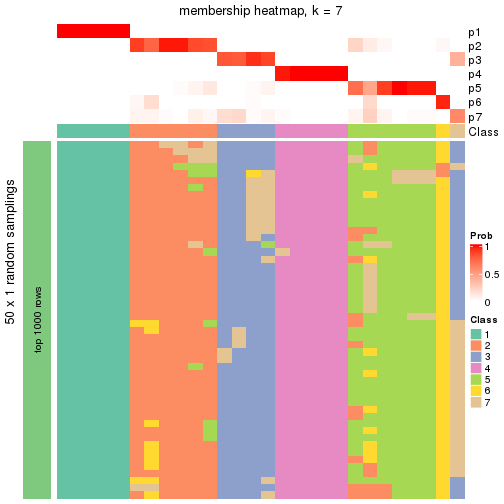 membership heatmap, k = 7
p1
p2
p3
p4
p5
p6
p7
Class
50 x 1 random samplings
top 1000 rows
Prob
1
0.5
0
Class
1
2
3
4
5
6
7